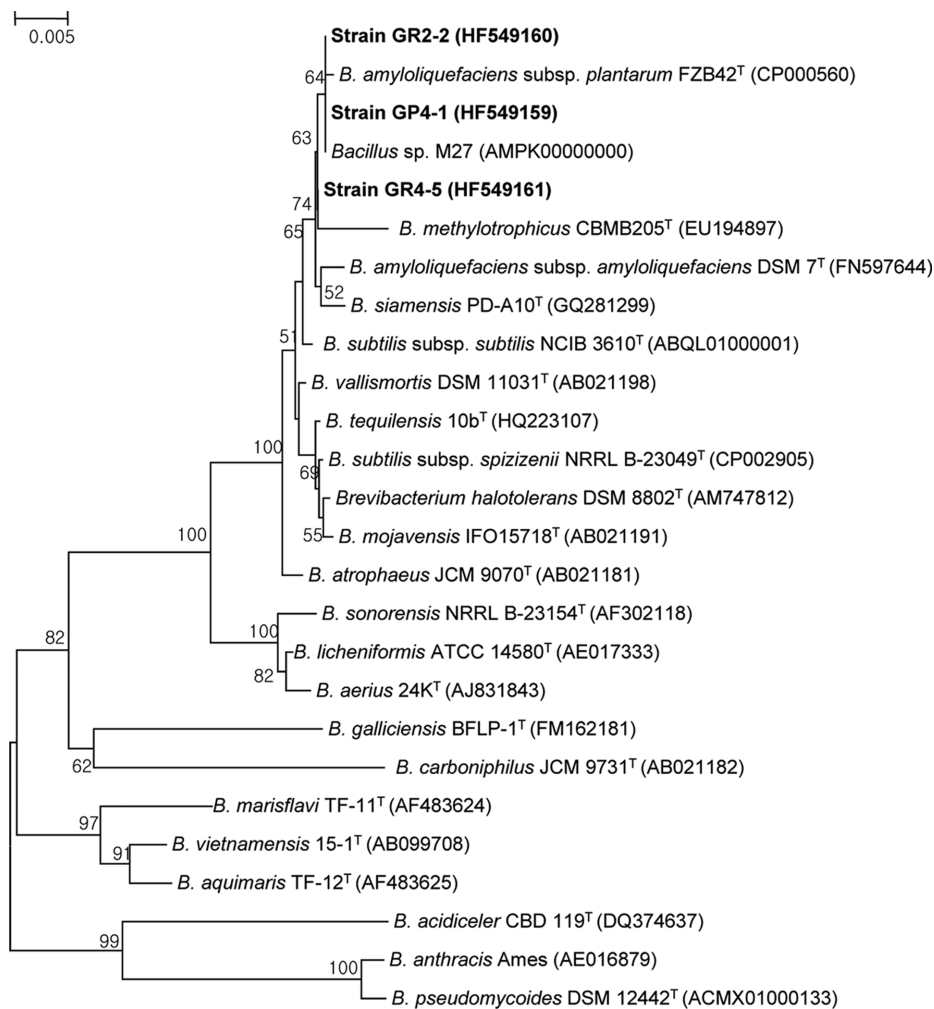 0.005
Strain GR2-2 (HF549160)
64
B. amyloliquefaciens subsp. plantarum FZB42ᵀ (CP000560)
Strain GP4-1 (HF549159)
63
Bacillus sp. M27 (AMPK00000000)
Strain GR4-5 (HF549161)
74
65
B. methylotrophicus CBMB205ᵀ (EU194897)
B. amyloliquefaciens subsp. amyloliquefaciens DSM 7ᵀ (FN597644)
52
B. siamensis PD-A10ᵀ (GQ281299)
51
B. subtilis subsp. subtilis NCIB 3610ᵀ (ABQL01000001)
B. vallismortis DSM 11031ᵀ (AB021198)
B. tequilensis 10bᵀ (HQ223107)
100
B. subtilis subsp. spizizenii NRRL B-23049ᵀ (CP002905)
69
Brevibacterium halotolerans DSM 8802ᵀ (AM747812)
100
55
B. mojavensis IFO15718ᵀ (AB021191)
B. atrophaeus JCM 9070ᵀ (AB021181)
B. sonorensis NRRL B-23154ᵀ (AF302118)
100
82
B. licheniformis ATCC 14580ᵀ (AE017333)
82
B. aerius 24Kᵀ (AJ831843)
B. galliciensis BFLP-1ᵀ (FM162181)
62
B. carboniphilus JCM 9731ᵀ (AB021182)
B. marisflavi TF-11ᵀ (AF483624)
97
B. vietnamensis 15-1ᵀ (AB099708)
91
B. aquimaris TF-12ᵀ (AF483625)
B. acidiceler CBD 119ᵀ (DQ374637)
99
B. anthracis Ames (AE016879)
100
B. pseudomycoides DSM 12442ᵀ (ACMX01000133)